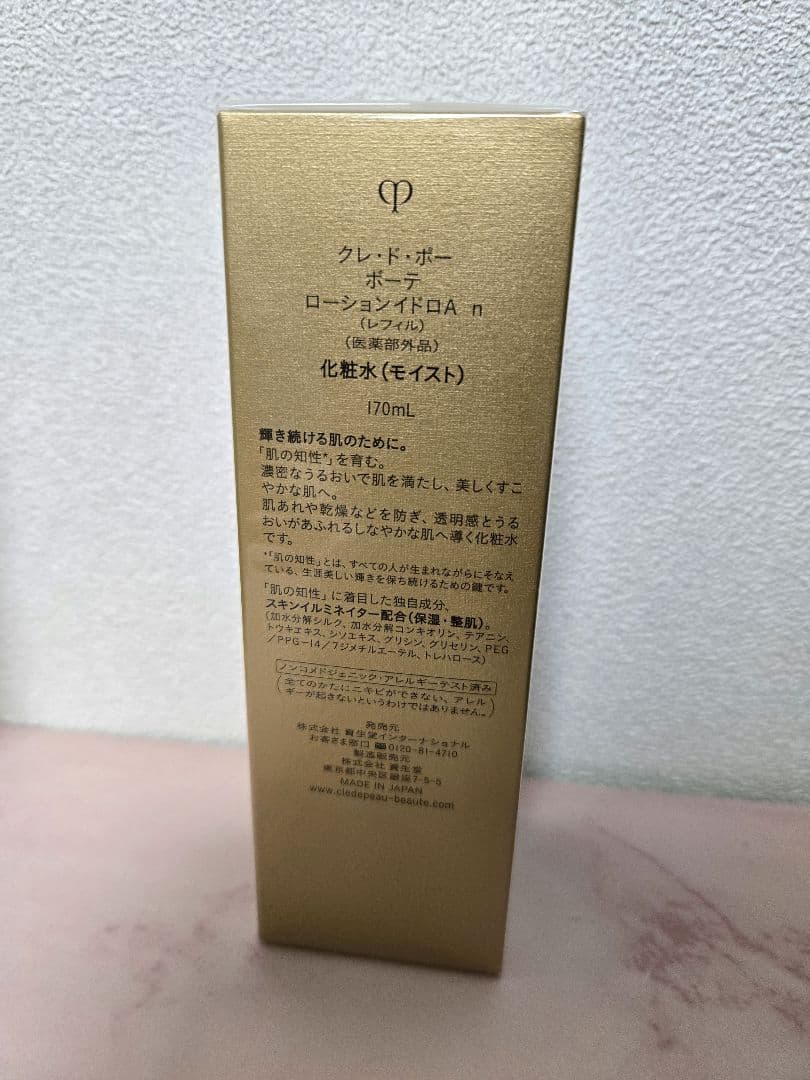 クレ・ド・ポー
ボーテ
ローションイドロA n
(レフィル)
(医薬部外品)
化粧水(モイスト)
170mL
輝き続ける肌のために。
「肌の知性*」を育む。
濃密なうるおいで肌を満たし、美しくすこ
やかな肌へ。
肌あれや乾燥などを防ぎ、透明感とうる
おいがあふれるしなやかな肌へ導く化粧水
です。
*「肌の知性」とは、すべての人が生まれながらにそなえ
ている、生涯美しい輝きを保ち続けるための鍵です。
「肌の知性」に着目した独自成分、
スキンイルミネイター配合(保湿・整肌)。
(加水分解シルク、加水分解コンキオリン、テアニン、
トウキエキス、シソエキス、グリシン、グリセリン、PEG
/PPG-14/7ジメチルエーテル、トレハロース)
ノンコメドジェニック・アレルギーテスト済み
(全てのかたにニキビができない、アレル
ギーが起きないというわけではありません。)
発売元
株式会社 資生堂インターナショナル
お客さま窓口 0120-81-4710
製造販売元
株式会社 資生堂
東京都中央区銀座7-5-5
MADE IN JAPAN
www.cledepeau-beaute.com